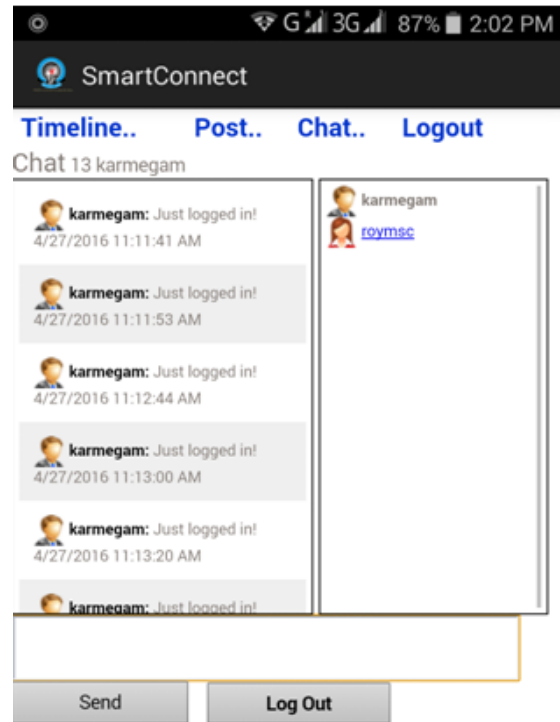 G 3G 87% 2:02 PM
SmartConnect
Timeline.. Post.. Chat.. Logout
Chat 13 karmegam
karmegam: Just logged in!
4/27/2016 11:11:41 AM
karmegam: Just logged in!
4/27/2016 11:11:53 AM
karmegam: Just logged in!
4/27/2016 11:12:44 AM
karmegam: Just logged in!
4/27/2016 11:13:00 AM
karmegam: Just logged in!
4/27/2016 11:13:20 AM
karmegam: Just logged in!
karmegam
roymsc
Send Log Out